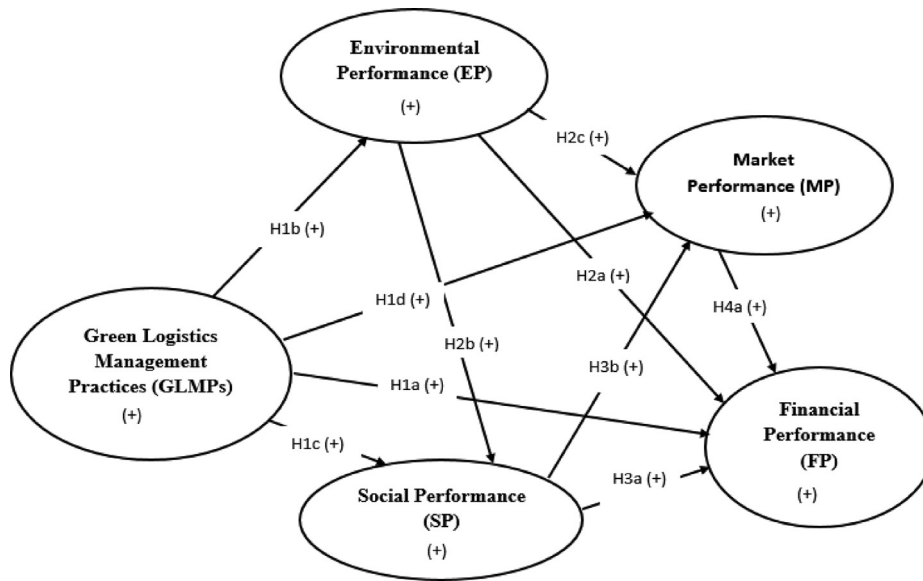 Environmental
Performance (EP)
(+)
H2c (+)
Market
Performance (MP)
(+)
H1b (+)
H2a (+)
H1d (+)
H4a (+)
Green Logistics
Management
Practices (GLMPs)
(+)
H2b (+)
H3b (+)
H1a (+)
Financial
Performance
(FP)
(+)
H1c (+)
H3a (+)
Social Performance
(SP)
(+)